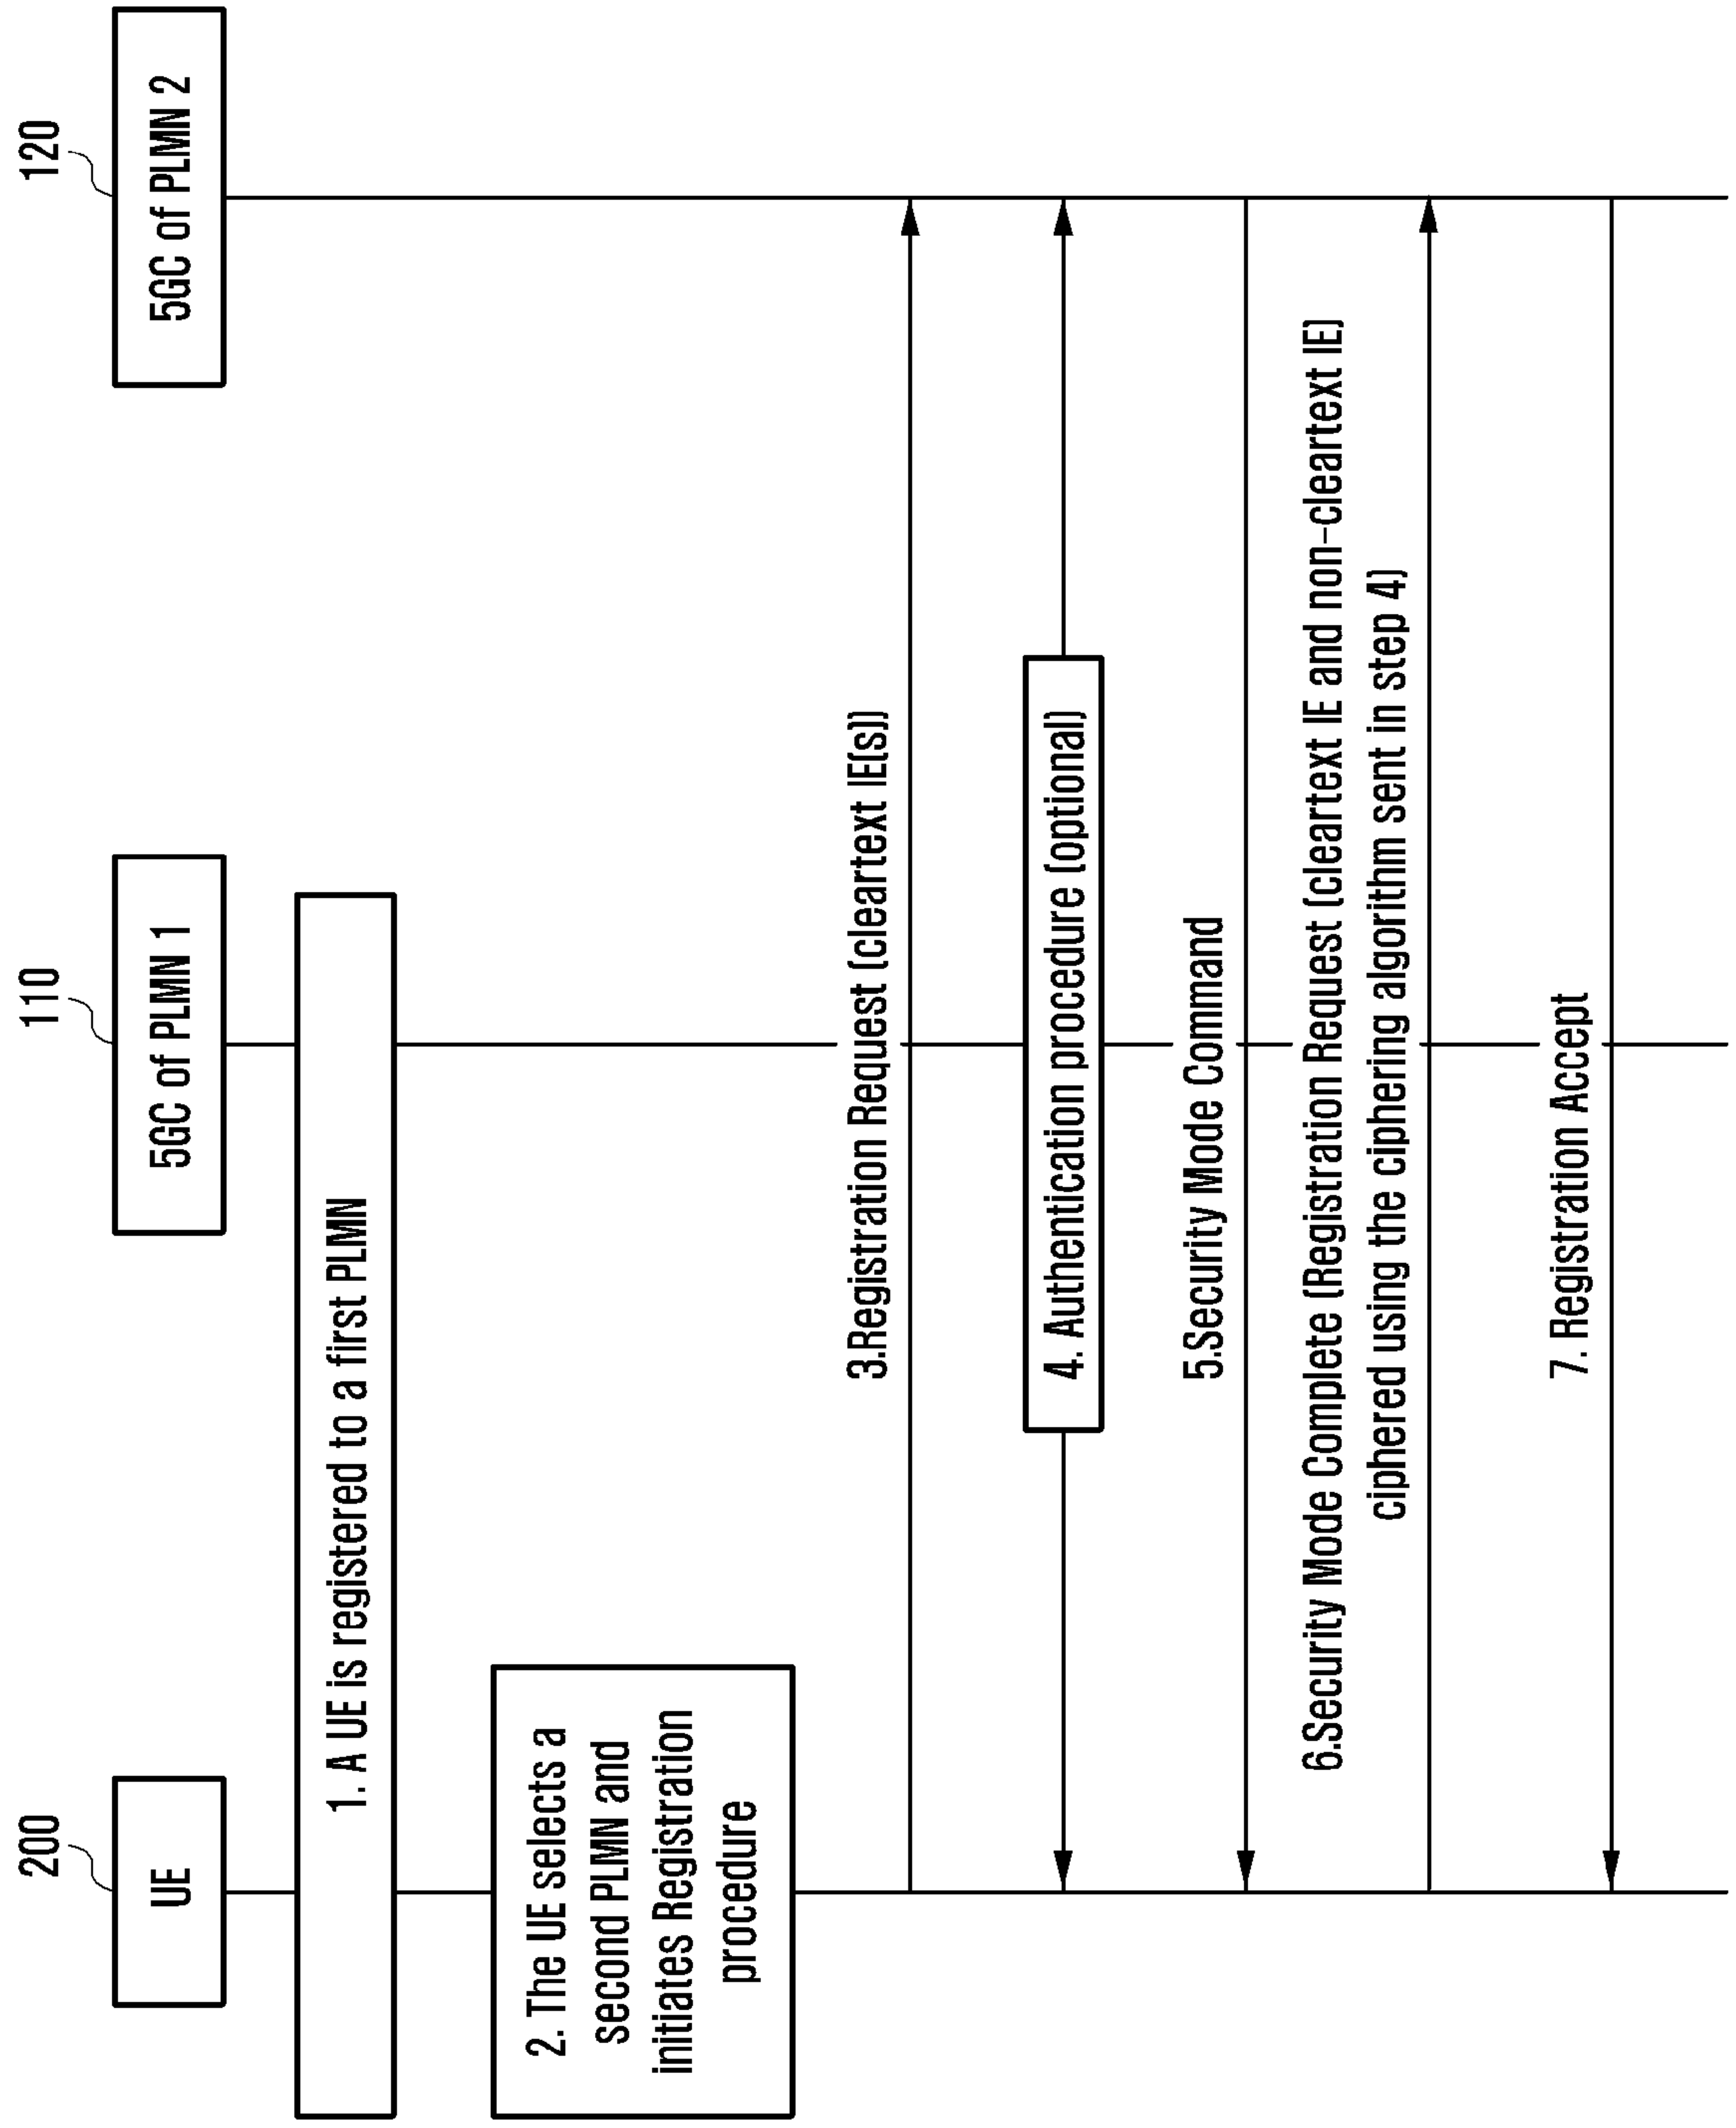 200
110
120
UE
5GC of PLMN 1
5GC of PLMN 2
1. A UE is registered to a first PLMN
2. The UE selects a
second PLMN and
initiates Registration
procedure
3.Registration Request (cleartext IE(s))
4. Authentication procedure (optional)
5.Security Mode Command
6.Security Mode Complete (Registration Request (cleartext IE and non-cleartext IE)
ciphered using the ciphering algorithm sent in step 4)
7. Registration Accept